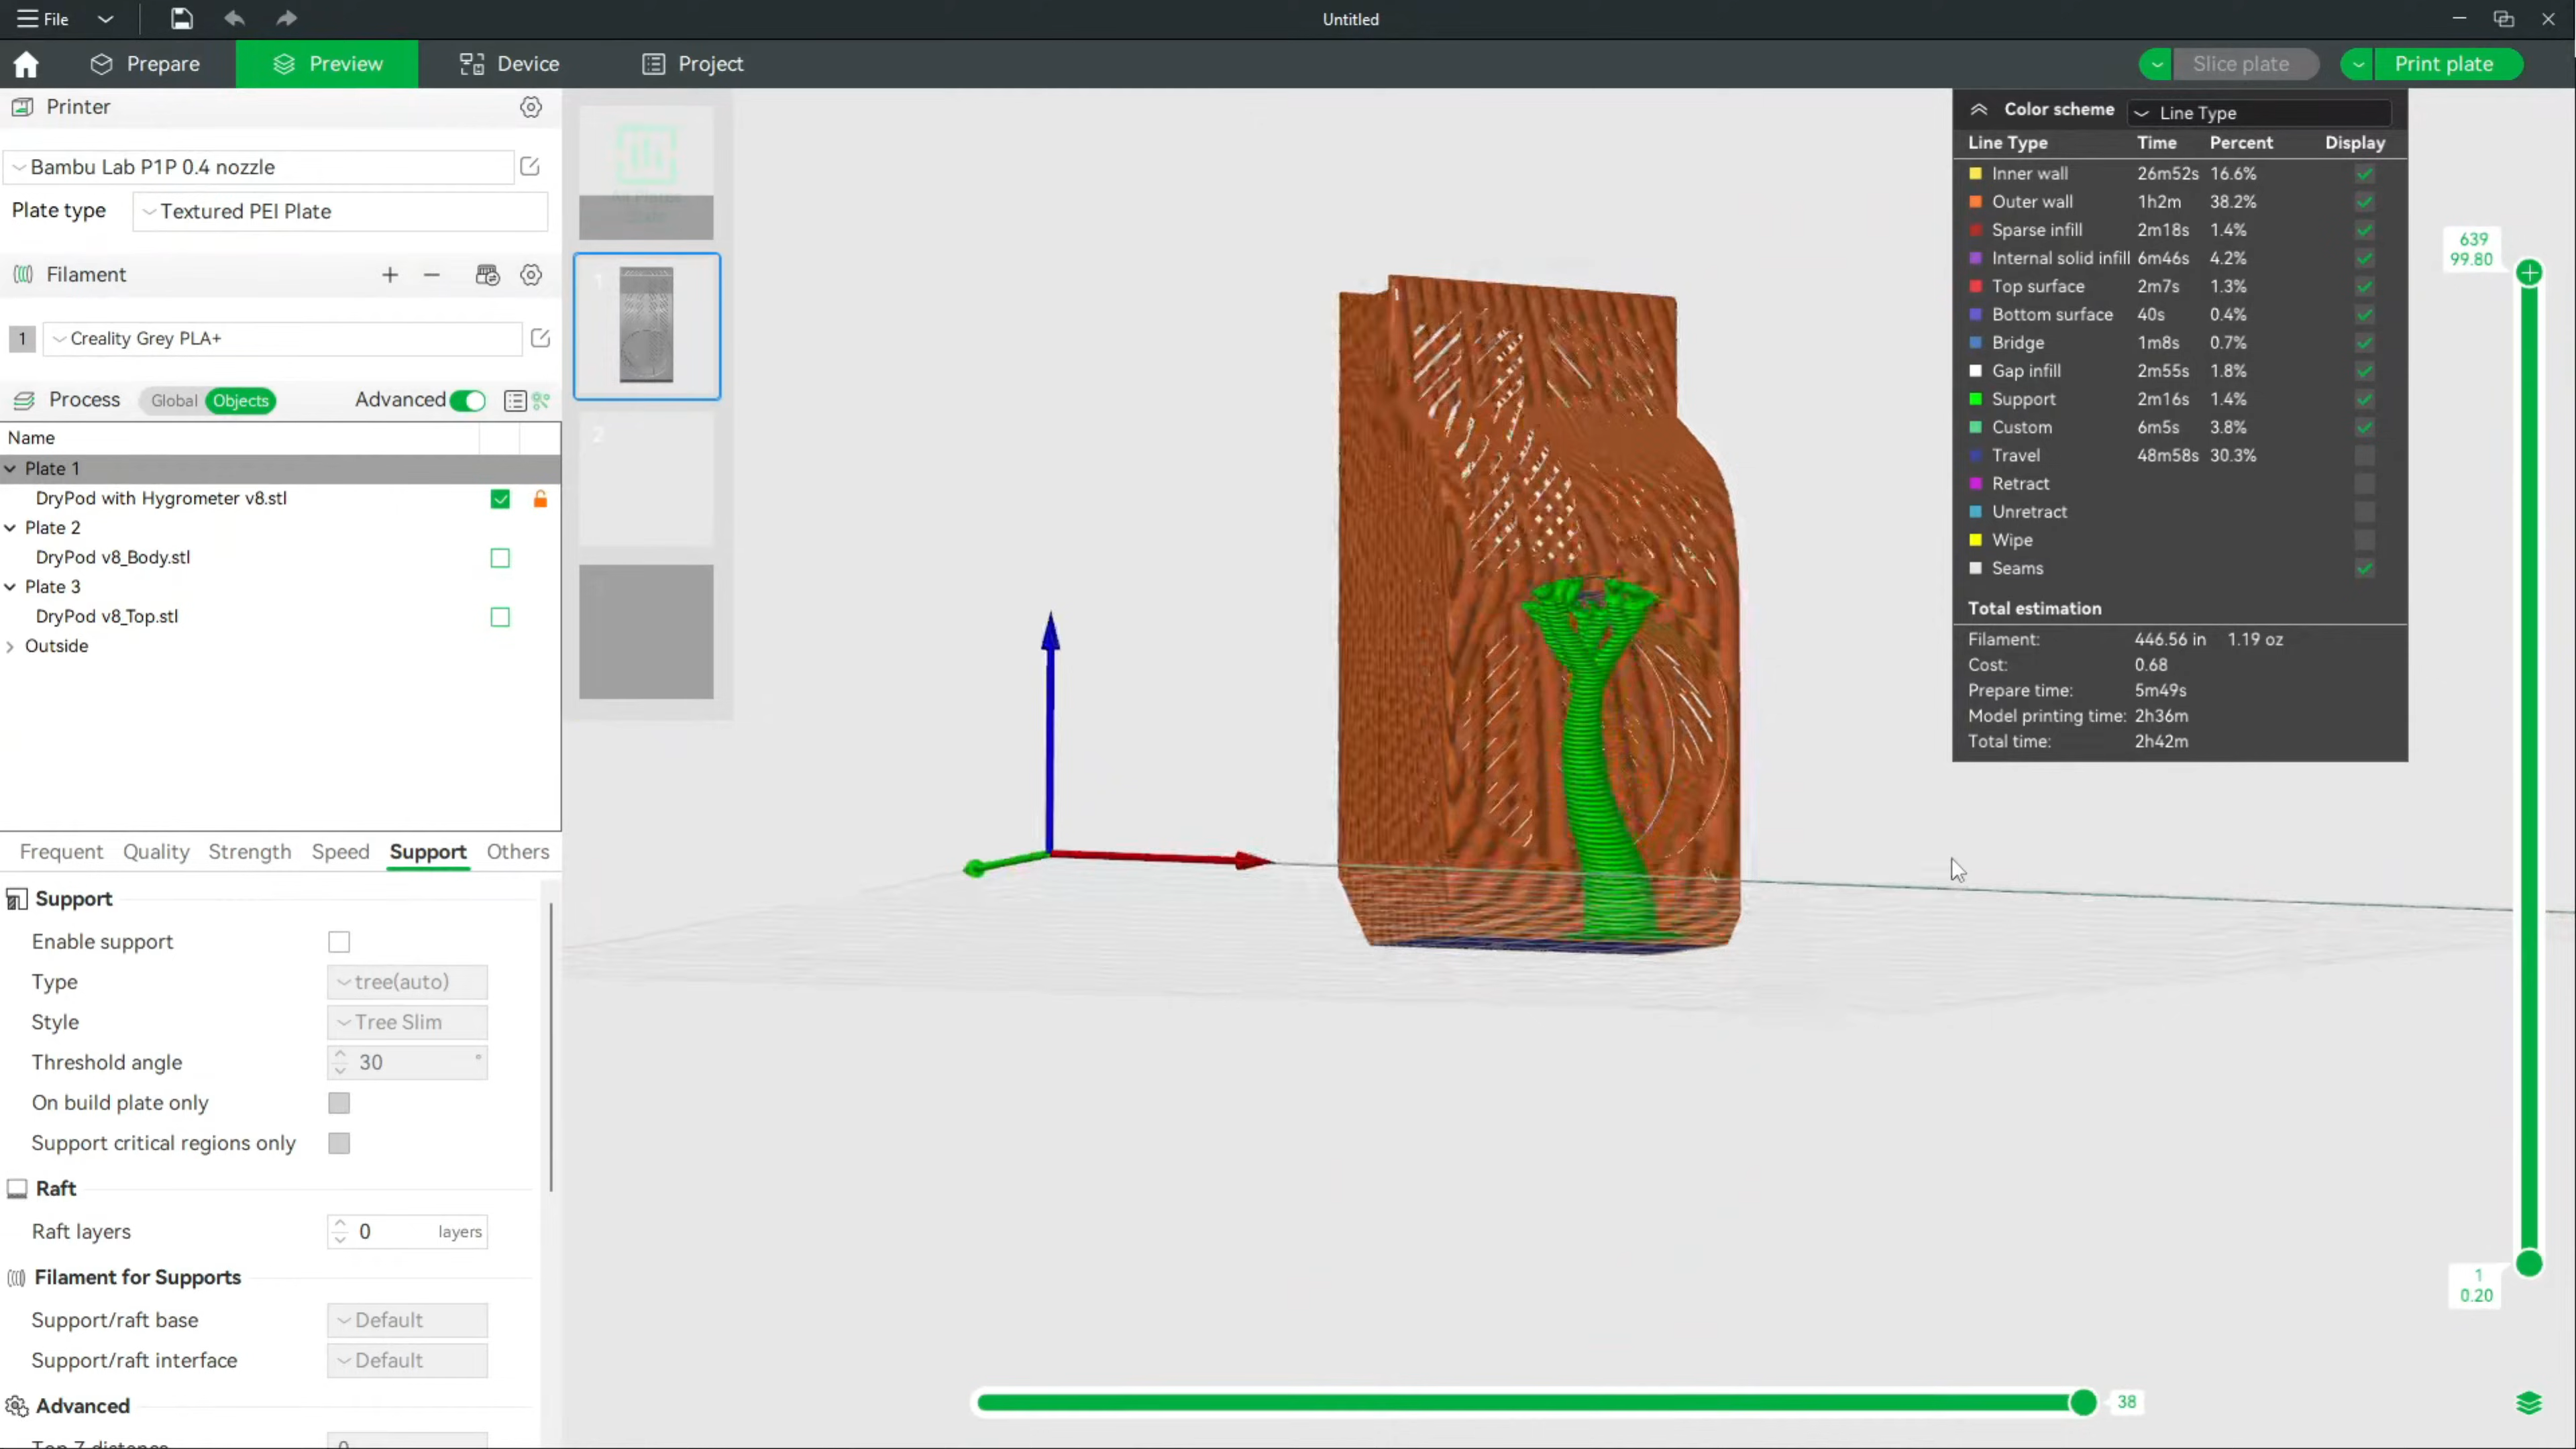 File
Untitled
Prepare
Preview
Device
Project
Slice plate
Print plate
Printer
Bambu Lab P1P 0.4 nozzle
Plate type
Textured PEI Plate
Filament
1
Creality Grey PLA+
Process
Global
Objects
Advanced
Name
Plate 1
DryPod with Hygrometer v8.stl
Plate 2
DryPod v8_Body.stl
Plate 3
DryPod v8_Top.stl
Outside
Frequent
Quality
Strength
Speed
Support
Others
Support
Enable support
Type
tree(auto)
Style
Tree Slim
Threshold angle
30
°
On build plate only
Support critical regions only
Raft
Raft layers
0
layers
Filament for Supports
Support/raft base
Default
Support/raft interface
Default
Advanced
Top Z distance
0
1
2
Color scheme
Line Type
Line Type Time Percent Display
Inner wall 26m52s 16.6%
Outer wall 1h2m 38.2%
Sparse infill 2m18s 1.4%
Internal solid infill 6m46s 4.2%
Top surface 2m7s 1.3%
Bottom surface 40s 0.4%
Bridge 1m8s 0.7%
Gap infill 2m55s 1.8%
Support 2m16s 1.4%
Custom 6m5s 3.8%
Travel 48m58s 30.3%
Retract
Unretract
Wipe
Seams
Total estimation
Filament: 446.56 in 1.19 oz
Cost: 0.68
Prepare time: 5m49s
Model printing time: 2h36m
Total time: 2h42m
639
99.80
1
0.20
38